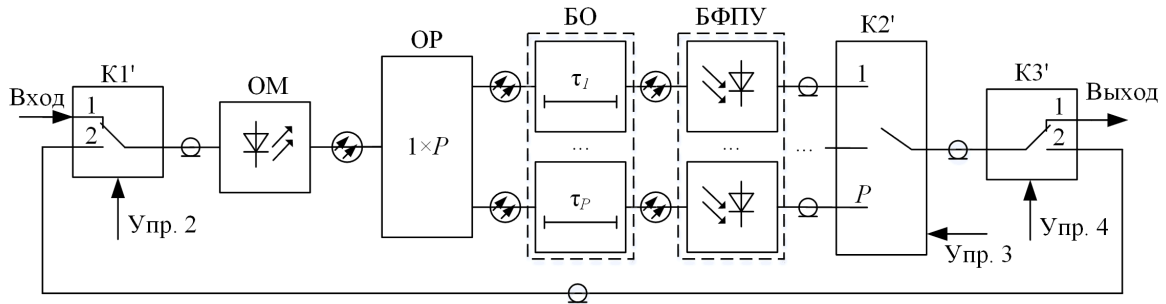 БО
БФПУ
К2'
ОР
К1'
ОМ
К3'
Вход
1
2
1×P
τ1
τP
...
...
...
1
P
1
2
Выход
Упр. 2
Упр. 3
Упр. 4